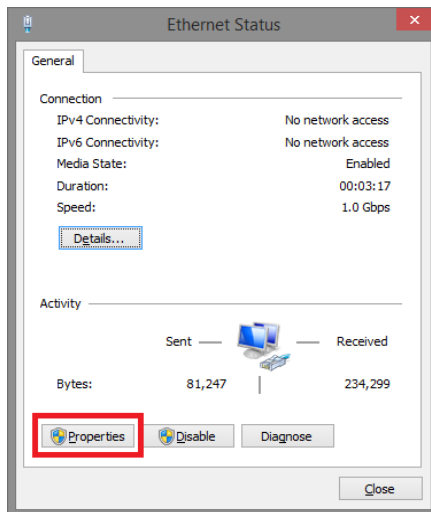 Ethernet Status
General
Connection
IPv4 Connectivity: No network access
IPv6 Connectivity: No network access
Media State: Enabled
Duration: 00:03:17
Speed: 1.0 Gbps
Details...
Activity
Sent Received
Bytes: 81,247 234,299
Properties Disable Diagnose
Close